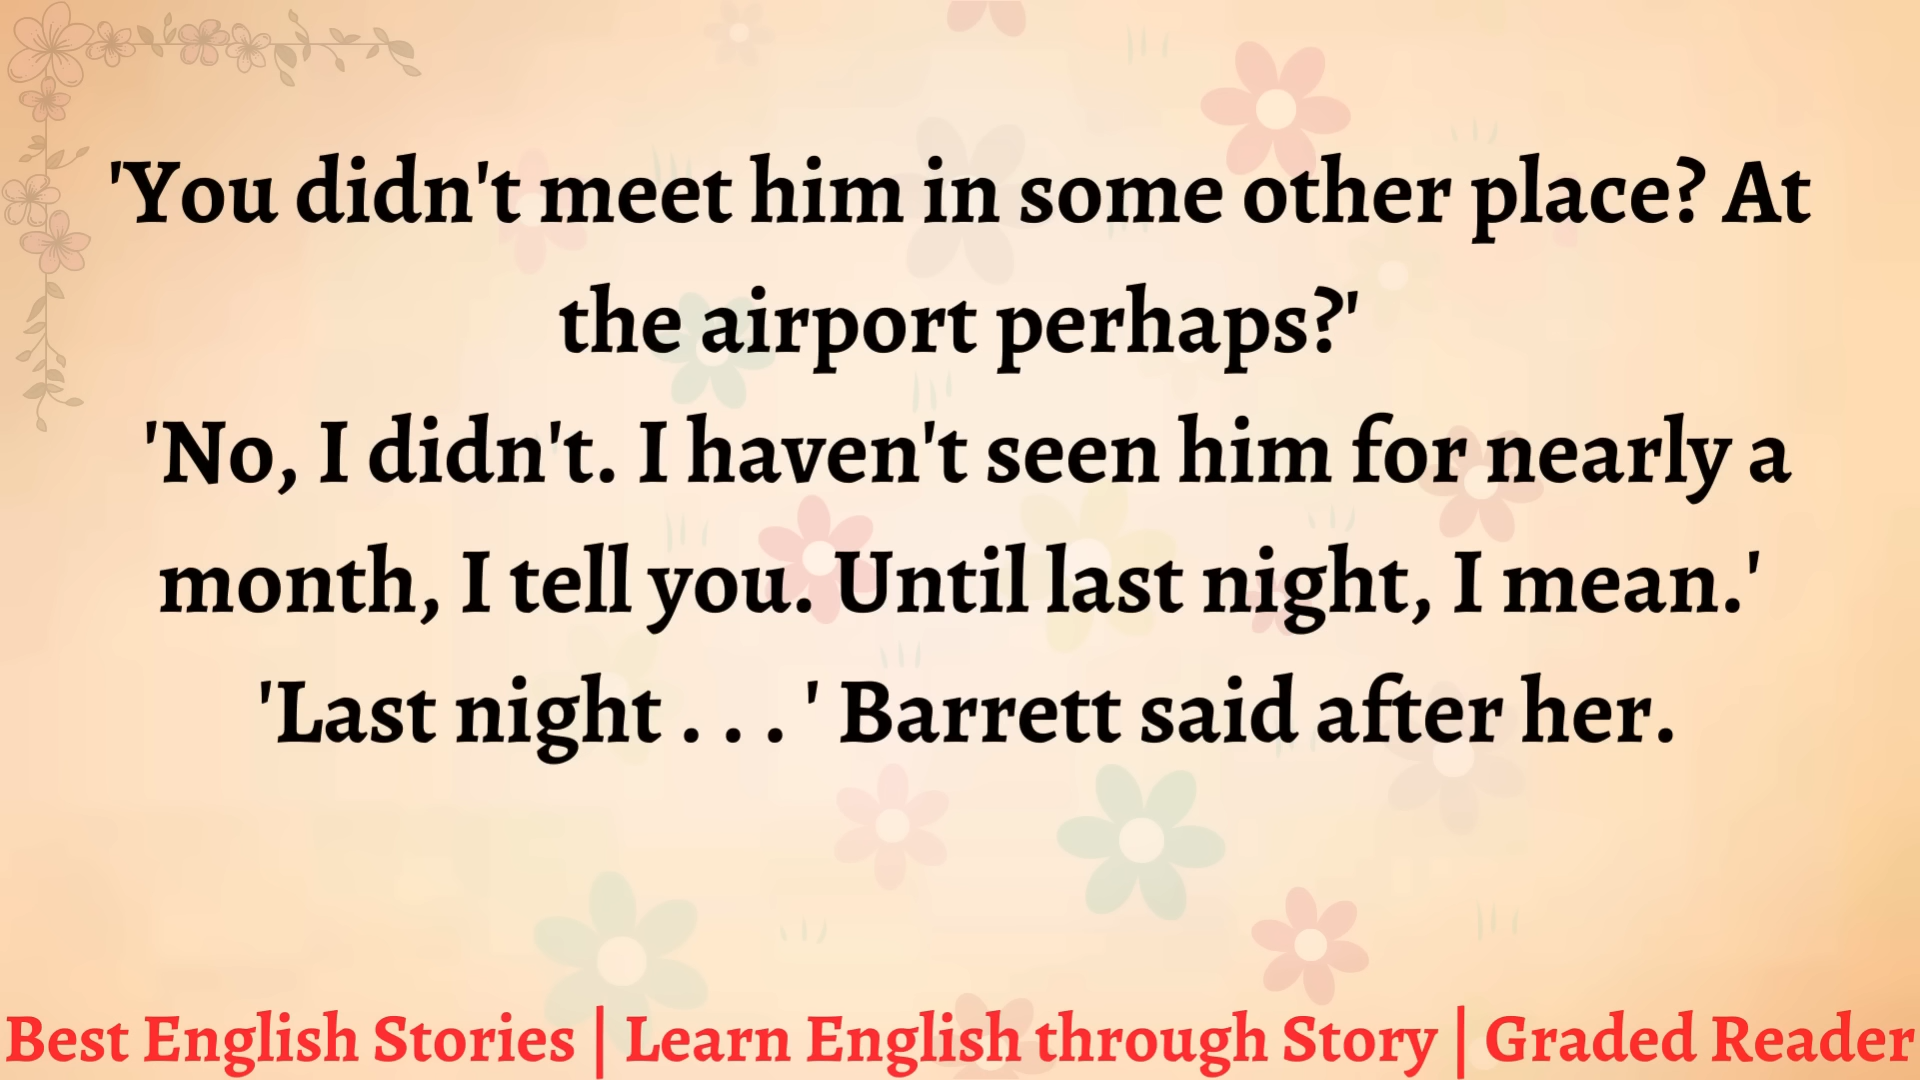 'You didn't meet him in some other place? At
the airport perhaps?'
'No, I didn't. I haven't seen him for nearly a
month, I tell you. Until last night, I mean.'
'Last night . . . ' Barrett said after her.
Best English Stories | Learn English through Story | Graded Reader